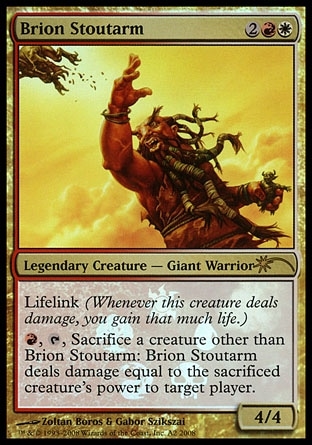 Brion Stoutarm 2
Legendary Creature — Giant Warrior
Lifelink (Whenever this creature deals
damage, you gain that much life.)
, , Sacrifice a creature other than
Brion Stoutarm: Brion Stoutarm
deals damage equal to the sacrificed
creature's power to target player.
Zoltan Boros & Gabor Szikszai
™ & © 1993–2008 Wizards of the Coast, Inc. A2 2008
4/4